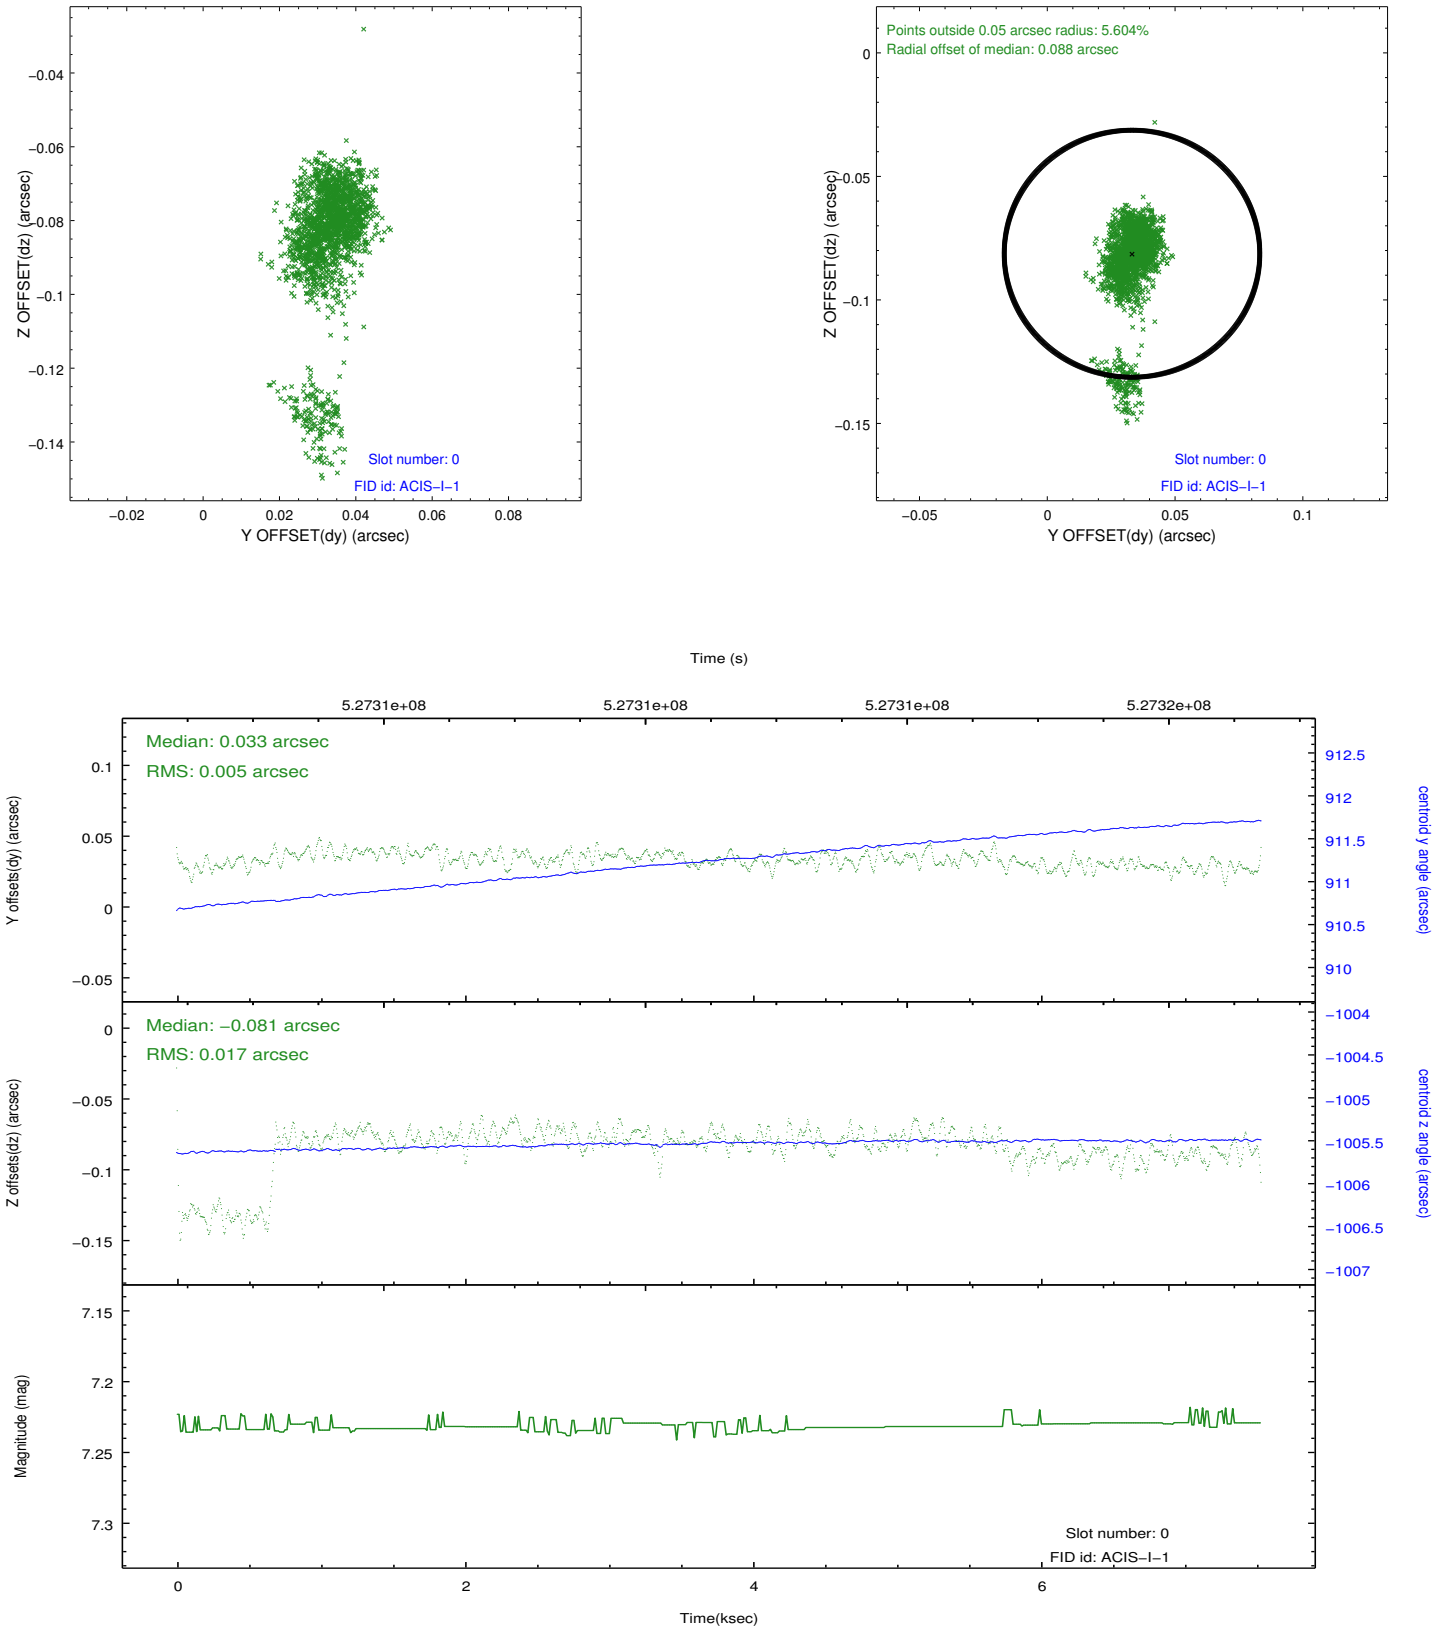 −0.04
−0.06
−0.08
−0.1
−0.12
−0.14
Z OFFSET(dz) (arcsec)
Slot number: 0
FID id: ACIS−I−1
−0.02 0 0.02 0.04 0.06 0.08
Y OFFSET(dy) (arcsec)
Points outside 0.05 arcsec radius: 5.604%
Radial offset of median: 0.088 arcsec
0
−0.05
−0.1
−0.15
Z OFFSET(dz) (arcsec)
Slot number: 0
FID id: ACIS−I−1
−0.05 0 0.05 0.1
Y OFFSET(dy) (arcsec)
Time (s)
5.2731e+08 5.2731e+08 5.2731e+08 5.2732e+08
Median: 0.033 arcsec
RMS: 0.005 arcsec
0.1
0.05
0
−0.05
Y offsets(dy) (arcsec)
912.5
912
911.5
911
910.5
910
centroid y angle (arcsec)
Median: −0.081 arcsec
RMS: 0.017 arcsec
0
−0.05
−0.1
−0.15
Z offsets(dz) (arcsec)
−1004
−1004.5
−1005
−1005.5
−1006
−1006.5
−1007
centroid z angle (arcsec)
7.15
7.2
7.25
7.3
Magnitude (mag)
Slot number: 0
FID id: ACIS−I−1
0 2 4 6
Time(ksec)